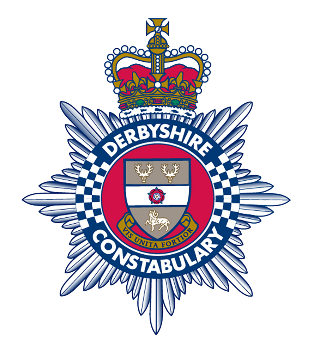 DERBYSHIRE
VIS UNITA FORTIOR
CONSTABULARY